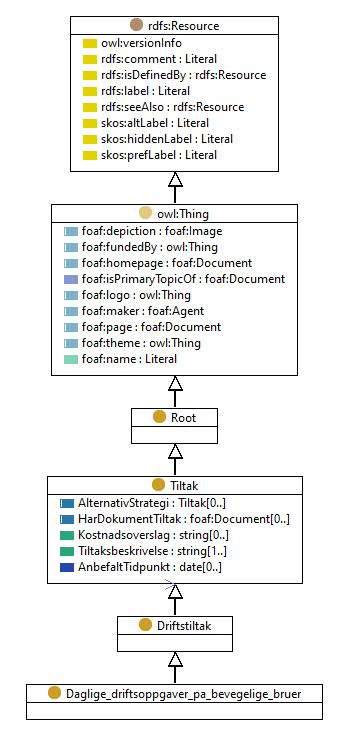 rdfs:Resource
owl:versionInfo
rdfs:comment : Literal
rdfs:isDefinedBy : rdfs:Resource
rdfs:label : Literal
rdfs:seeAlso : rdfs:Resource
skos:altLabel : Literal
skos:hiddenLabel : Literal
skos:prefLabel : Literal
owl:Thing
foaf:depiction : foaf:Image
foaf:fundedBy : owl:Thing
foaf:homepage : foaf:Document
foaf:isPrimaryTopicOf : foaf:Document
foaf:logo : owl:Thing
foaf:maker : foaf:Agent
foaf:page : foaf:Document
foaf:theme : owl:Thing
foaf:name : Literal
Root
Tiltak
AlternativStrategi : Tiltak[0..]
HarDokumentTiltak : foaf:Document[0..]
Kostnadsoverslag : string[0..]
Tiltaksbeskrivelse : string[1..]
AnbefaltTidpunkt : date[0..]
Driftstiltak
Daglige_driftsoppgaver_pa_bevegelige_bruer